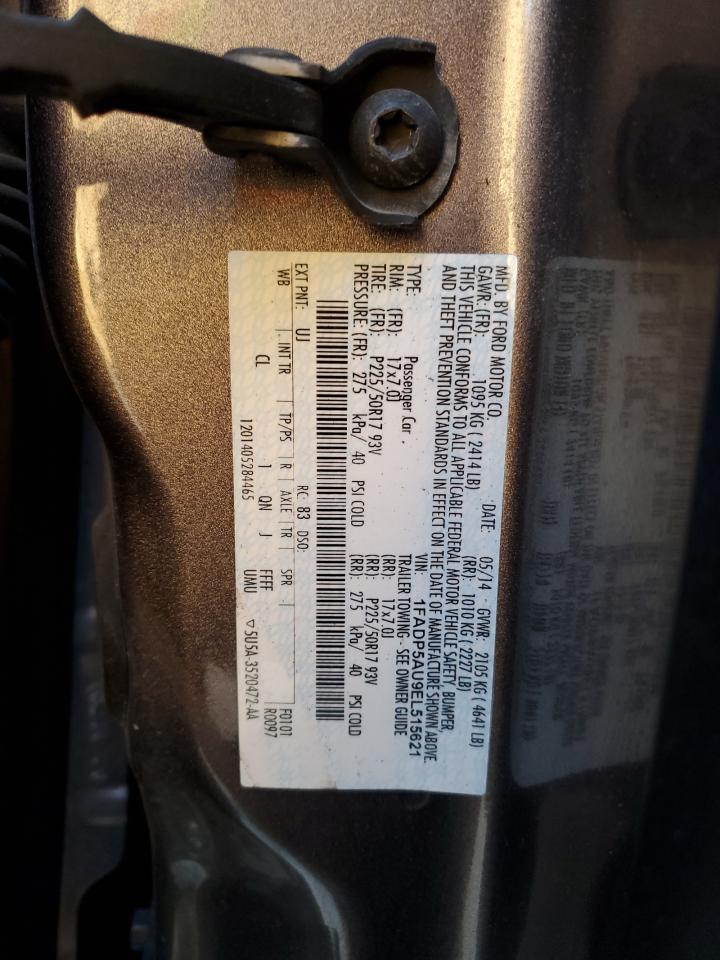 MFD. BY FORD MOTOR CO.
DATE: 05/14 GVWR: 2105 KG ( 4641 LB)
GAWR: (FR): 1095 KG ( 2414 LB) (RR): 1010 KG ( 2227 LB)
THIS VEHICLE CONFORMS TO ALL APPLICABLE FEDERAL MOTOR VEHICLE SAFETY, BUMPER,
AND THEFT PREVENTION STANDARDS IN EFFECT ON THE DATE OF MANUFACTURE SHOWN ABOVE.
VIN: 1FADP5AU9EL515621
TYPE: Passenger Car . TRAILER TOWING - SEE OWNER GUIDE
RIM: (FR): 17x7.0J (RR): 17x7.0J
TIRE: (FR): P225/50R17 93V (RR): P225/50R17 93V
PRESSURE: (FR): 275 kPa/ 40 PSI COLD (RR): 275 kPa/ 40 PSI COLD
EXT PNT: UJ RC: 83 DSO: F0101
WB | INT TR | TP/PS | R | AXLE | TR | SPR R0097
CL 1 QN J FFFF
1201405284465 UMU ▽5U5A-3520472-AA